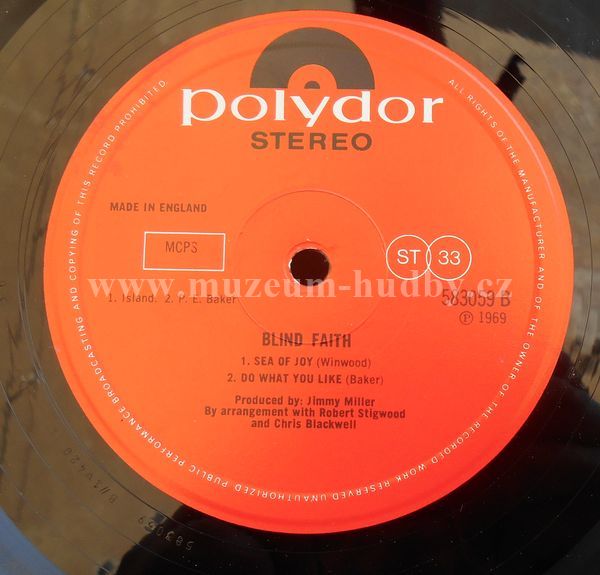 polydor
STEREO
MADE IN ENGLAND
MCPS
ST 33
www.muzeum-hudby.cz
1. Island. 2. P. E. Baker
583059 B
Ⓟ 1969
BLIND FAITH
1. SEA OF JOY (Winwood)
2. DO WHAT YOU LIKE (Baker)
Produced by: Jimmy Miller
By arrangement with Robert Stigwood
and Chris Blackwell
ALL RIGHTS OF THE MANUFACTURER AND OF THE OWNER OF THE RECORDED WORK RESERVED UNAUTHORIZED PUBLIC PERFORMANCE BROADCASTING AND COPYING OF THIS RECORD PROHIBITED.
583059